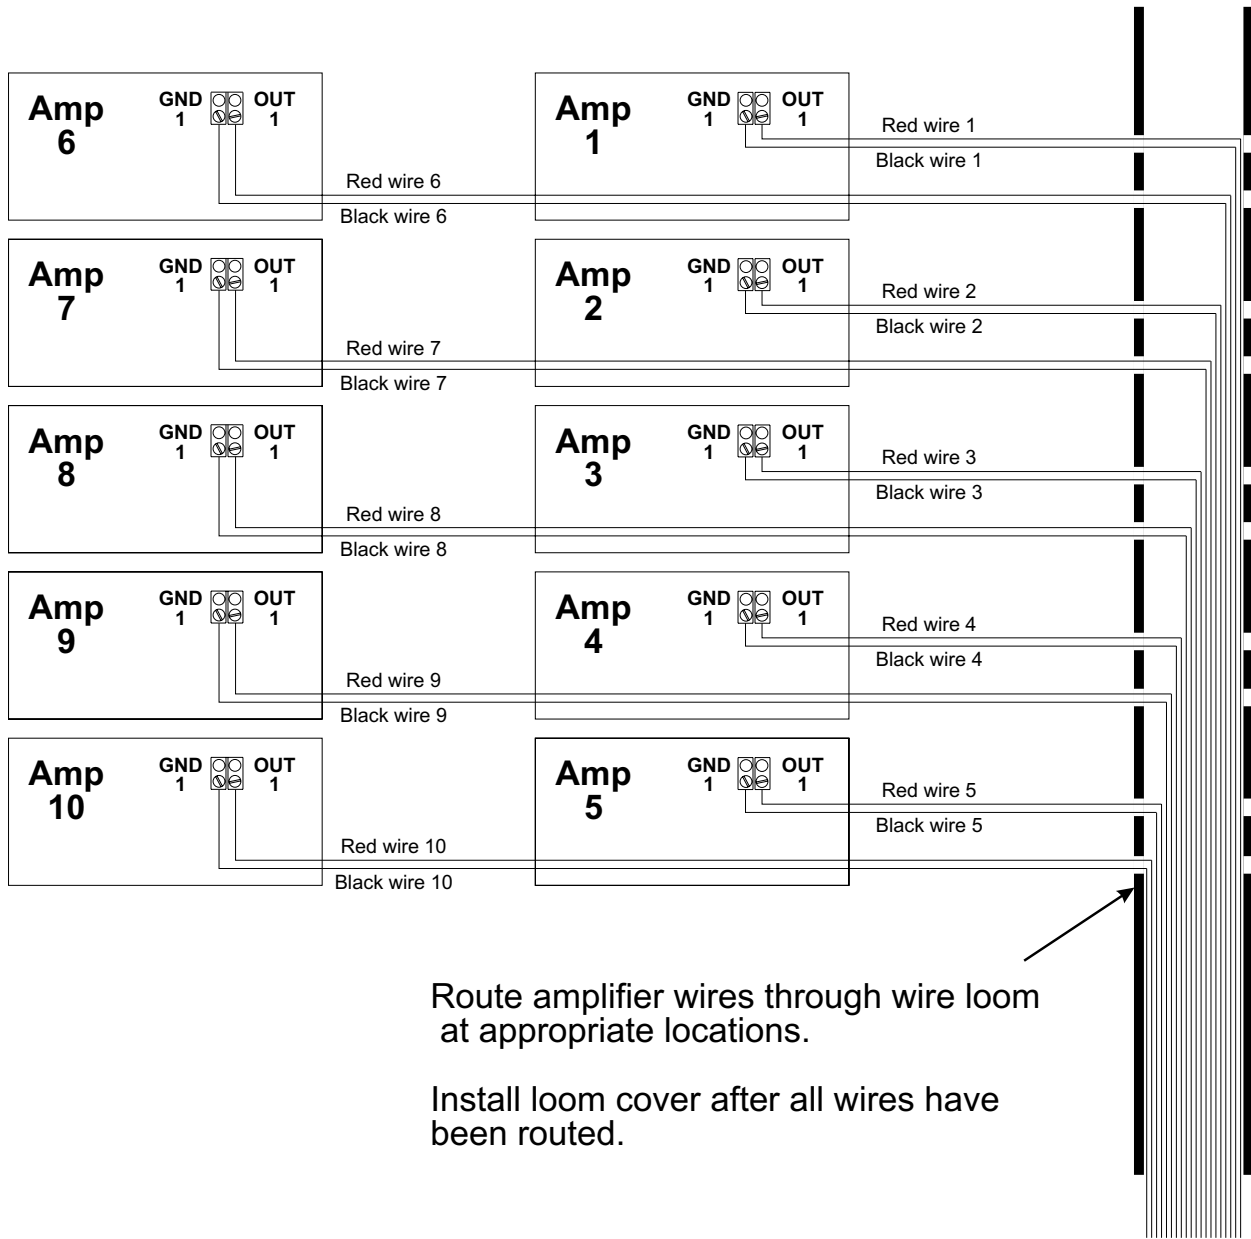 Amp
6
GND
1
OUT
1
Amp
1
GND
1
OUT
1
Red wire 1
Black wire 1
Red wire 6
Black wire 6
Amp
7
GND
1
OUT
1
Amp
2
GND
1
OUT
1
Red wire 2
Black wire 2
Red wire 7
Black wire 7
Amp
8
GND
1
OUT
1
Amp
3
GND
1
OUT
1
Red wire 3
Black wire 3
Red wire 8
Black wire 8
Amp
9
GND
1
OUT
1
Amp
4
GND
1
OUT
1
Red wire 4
Black wire 4
Red wire 9
Black wire 9
Amp
10
GND
1
OUT
1
Amp
5
GND
1
OUT
1
Red wire 5
Black wire 5
Red wire 10
Black wire 10
Route amplifier wires through wire loom
at appropriate locations.
Install loom cover after all wires have
been routed.